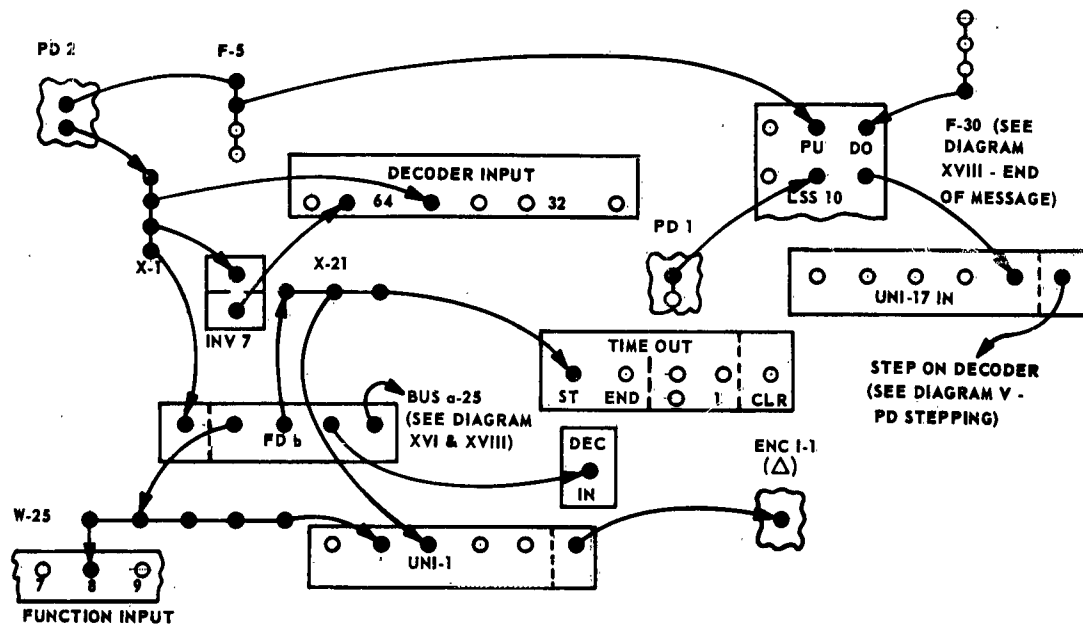 PD 2
F-5
DECODER INPUT
64
32
PU
DO
LSS 10
F-30 (SEE
DIAGRAM
XVIII - END
OF MESSAGE)
X-1
INV 7
X-21
PD 1
UNI-17 IN
TIME OUT
ST
END
1
CLR
STEP ON DECODER
(SEE DIAGRAM V -
PD STEPPING)
PD b
BUS a-25
(SEE DIAGRAM
XVI & XVIII)
DEC
IN
ENC I-1
(△)
W-25
UNI-1
7
8
9
FUNCTION INPUT